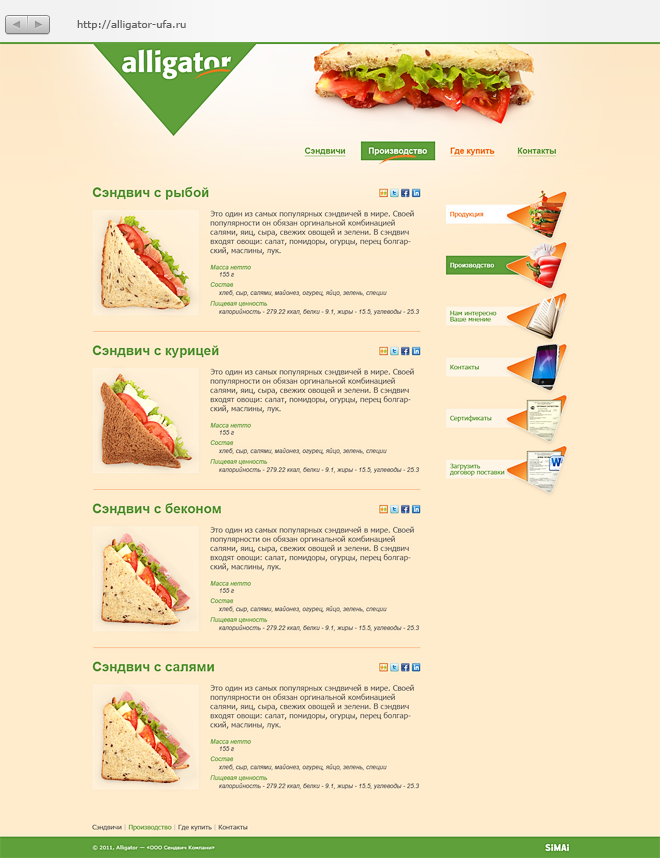 http://alligator-ufa.ru
alligator
Сэндвичи Производство Где купить Контакты
Сэндвич с рыбой
Это один из самых популярных сэндвичей в мире. Своей
популярности он обязан оргинальной комбинацией
салями, яиц, сыра, свежих овощей и зелени. В сэндвич
входят овощи: салат, помидоры, огурцы, перец болгар-
ский, маслины, лук.
Масса нетто
155 г
Состав
хлеб, сыр, салями, майонез, огурец, яйцо, зелень, специи
Пищевая ценность
калорийность - 279.22 ккал, белки - 9.1, жиры - 15.5, углеводы - 25.3
Сэндвич с курицей
Это один из самых популярных сэндвичей в мире. Своей
популярности он обязан оргинальной комбинацией
салями, яиц, сыра, свежих овощей и зелени. В сэндвич
входят овощи: салат, помидоры, огурцы, перец болгар-
ский, маслины, лук.
Масса нетто
155 г
Состав
хлеб, сыр, салями, майонез, огурец, яйцо, зелень, специи
Пищевая ценность
калорийность - 279.22 ккал, белки - 9.1, жиры - 15.5, углеводы - 25.3
Сэндвич с беконом
Это один из самых популярных сэндвичей в мире. Своей
популярности он обязан оргинальной комбинацией
салями, яиц, сыра, свежих овощей и зелени. В сэндвич
входят овощи: салат, помидоры, огурцы, перец болгар-
ский, маслины, лук.
Масса нетто
155 г
Состав
хлеб, сыр, салями, майонез, огурец, яйцо, зелень, специи
Пищевая ценность
калорийность - 279.22 ккал, белки - 9.1, жиры - 15.5, углеводы - 25.3
Сэндвич с салями
Это один из самых популярных сэндвичей в мире. Своей
популярности он обязан оргинальной комбинацией
салями, яиц, сыра, свежих овощей и зелени. В сэндвич
входят овощи: салат, помидоры, огурцы, перец болгар-
ский, маслины, лук.
Масса нетто
155 г
Состав
хлеб, сыр, салями, майонез, огурец, яйцо, зелень, специи
Пищевая ценность
калорийность - 279.22 ккал, белки - 9.1, жиры - 15.5, углеводы - 25.3
Продукция
Производство
Нам интересно
Ваше мнение
Контакты
Сертификаты
Загрузить
договор поставки
Сэндвичи | Производство | Где купить | Контакты
© 2011, Alligator — «ООО Сендвич Компани»
SiMAi